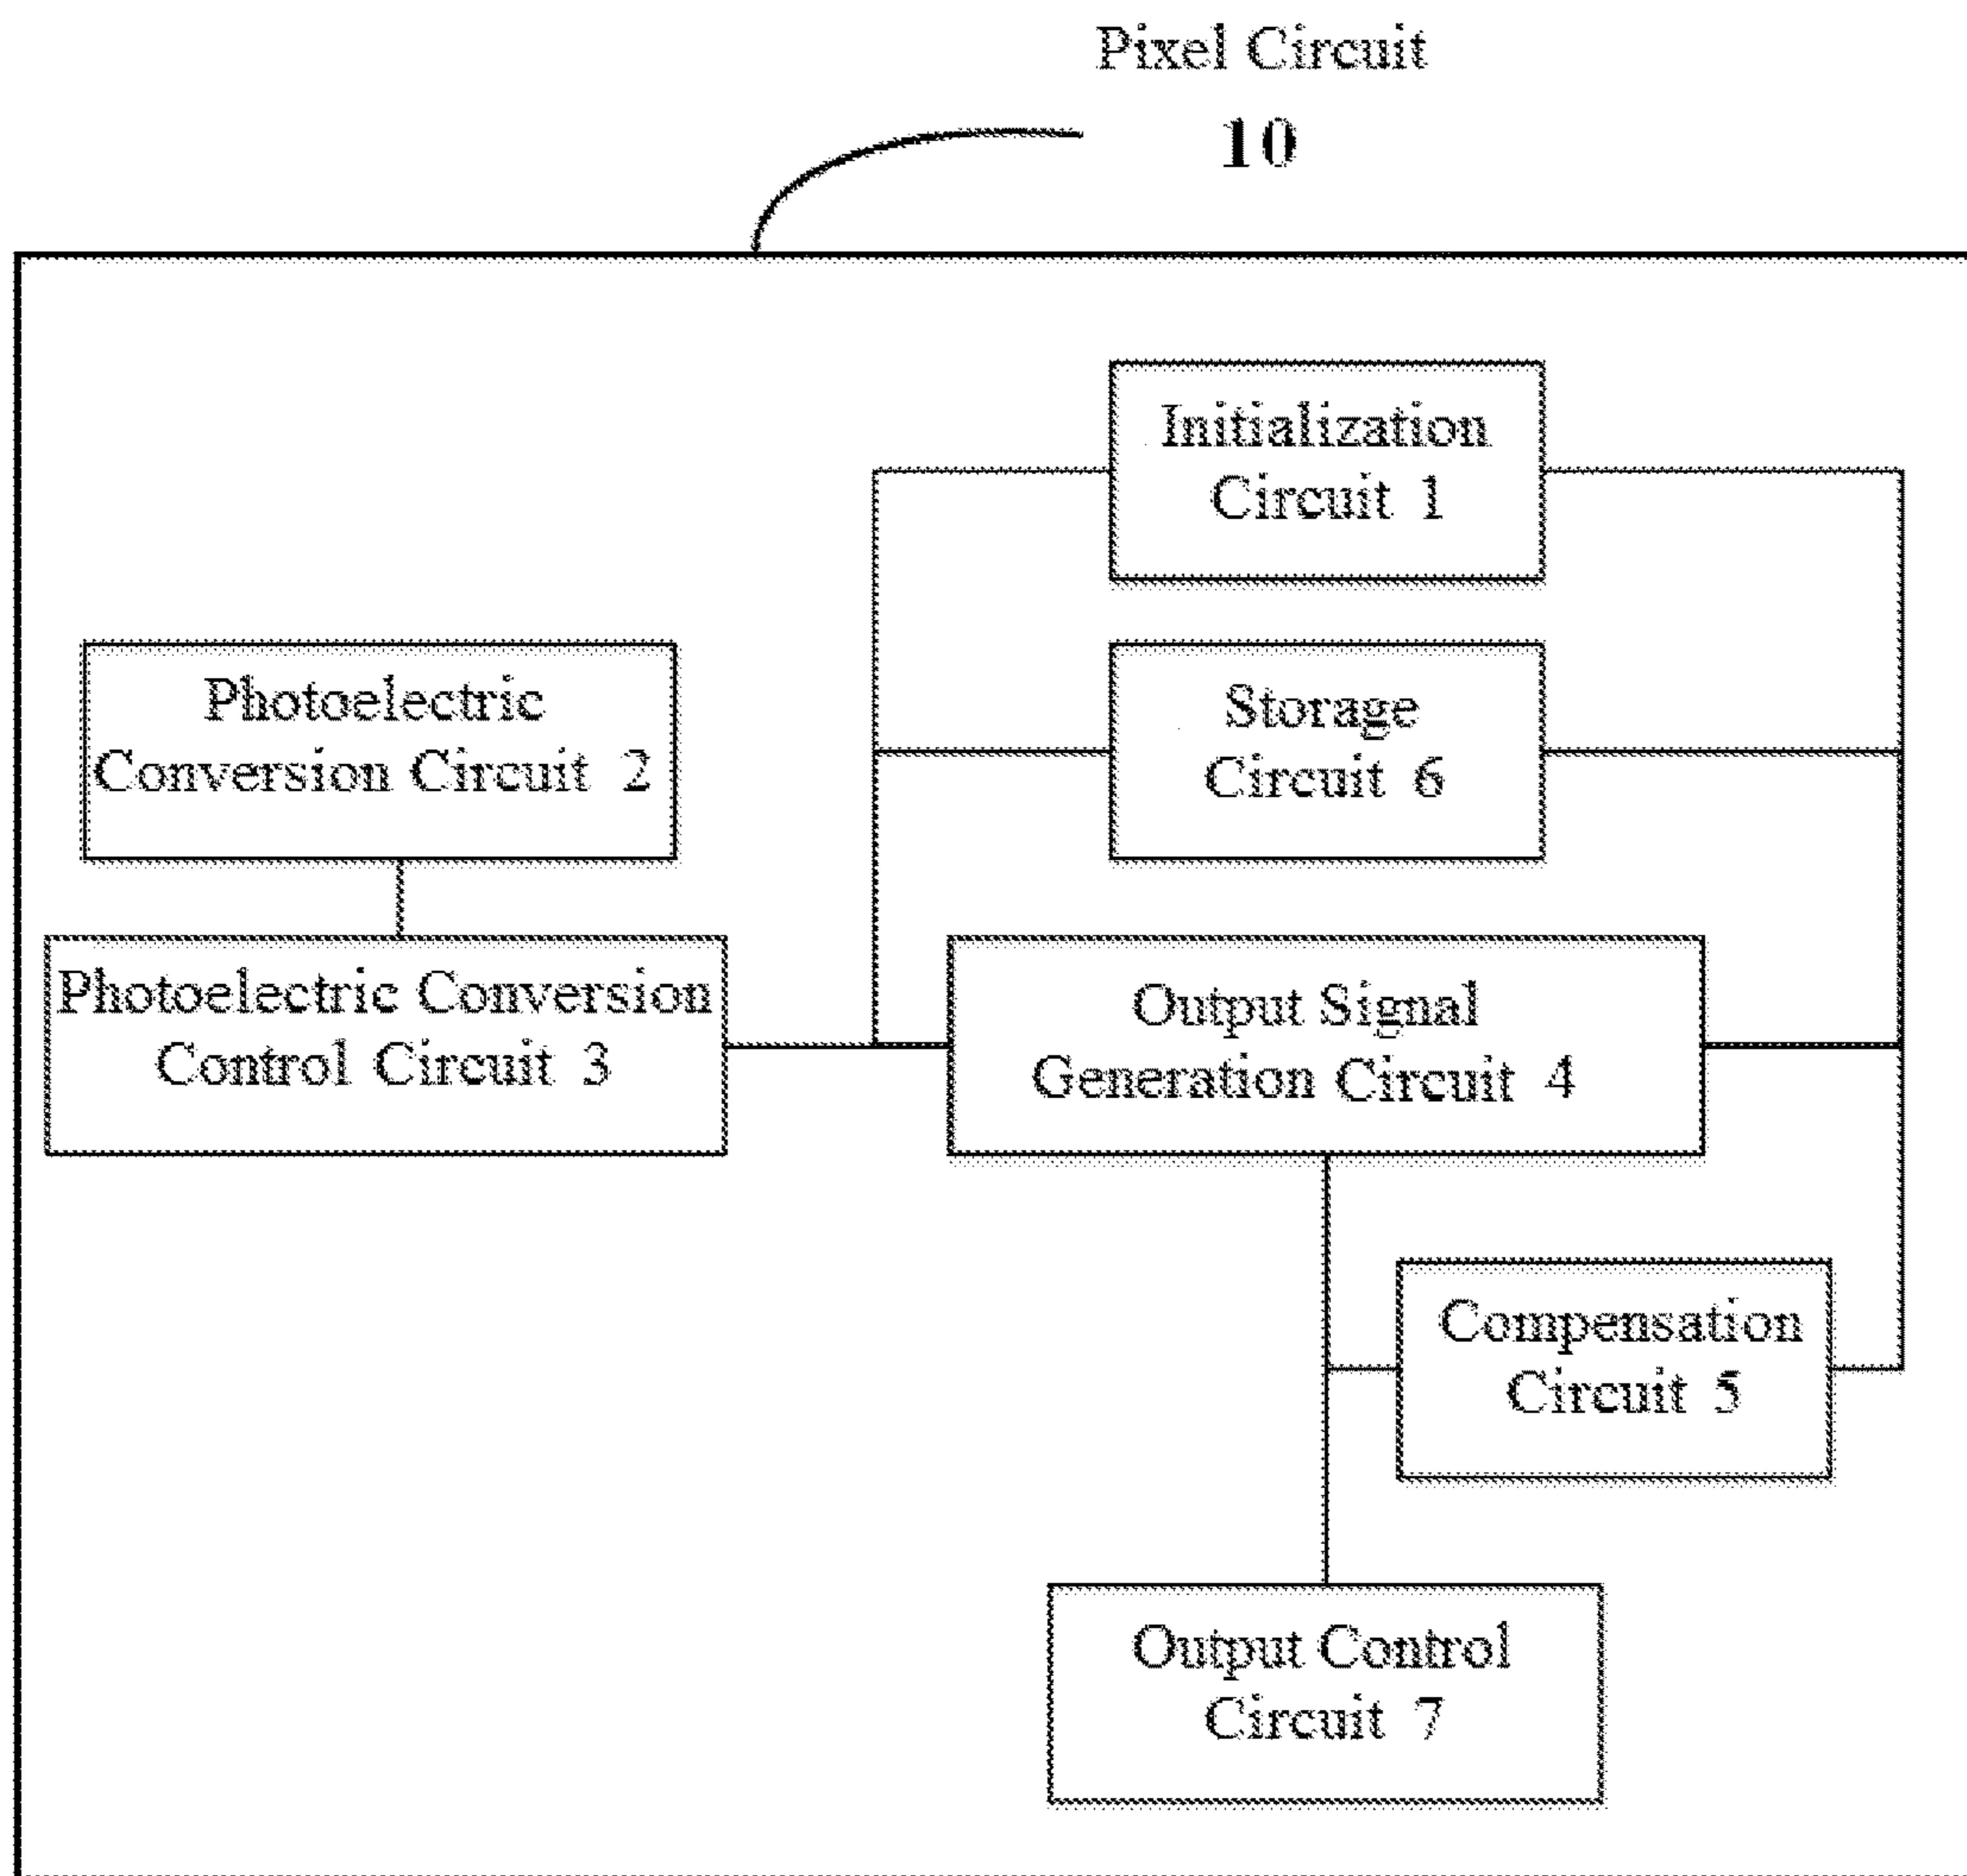 Pixel Circuit
10
Initialization
Circuit 1
Photoelectric
Conversion Circuit 2
Storage
Circuit 6
Photoelectric Conversion
Control Circuit 3
Output Signal
Generation Circuit 4
Compensation
Circuit 5
Output Control
Circuit 7